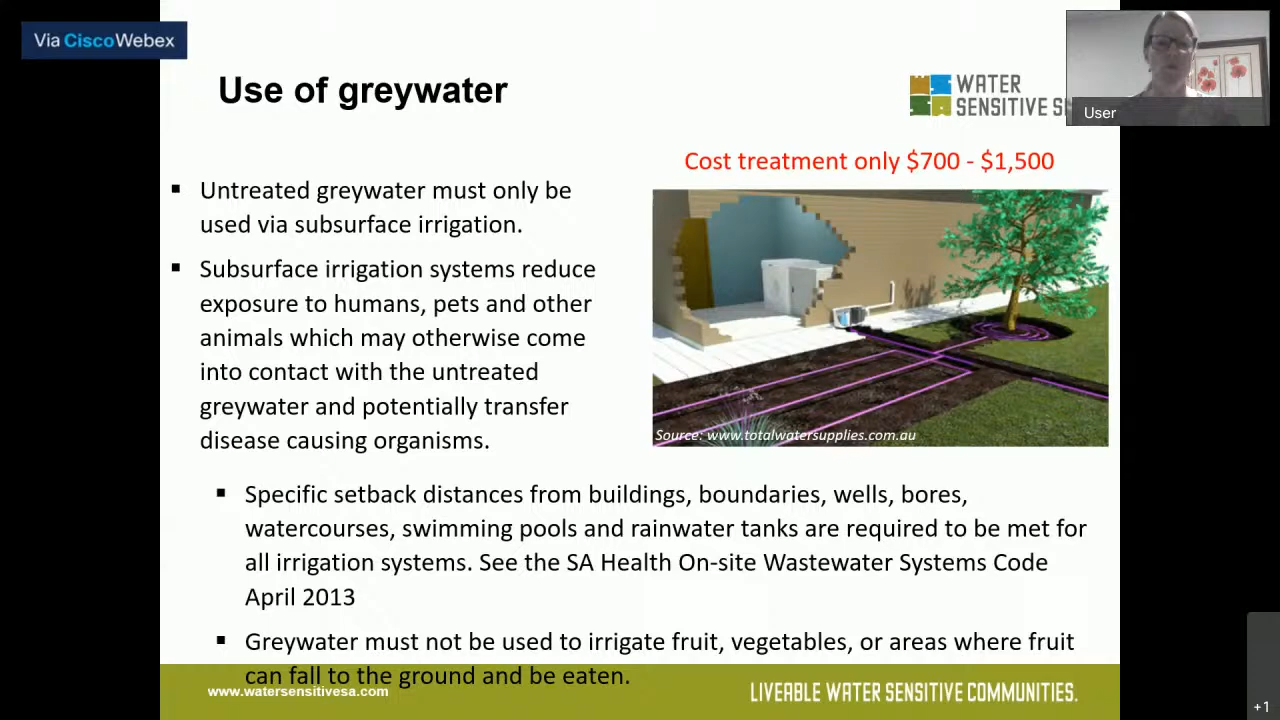 Via CiscoWebex
Use of greywater
WATER
SENSITIVE
User
Cost treatment only $700 - $1,500
▪ Untreated greywater must only be
used via subsurface irrigation.
▪ Subsurface irrigation systems reduce
exposure to humans, pets and other
animals which may otherwise come
into contact with the untreated
greywater and potentially transfer
disease causing organisms.
Source: www.totalwatersupplies.com.au
▪ Specific setback distances from buildings, boundaries, wells, bores,
watercourses, swimming pools and rainwater tanks are required to be met for
all irrigation systems. See the SA Health On-site Wastewater Systems Code
April 2013
▪ Greywater must not be used to irrigate fruit, vegetables, or areas where fruit
can fall to the ground and be eaten.
www.watersensitivesa.com
LIVEABLE WATER SENSITIVE COMMUNITIES.
+1